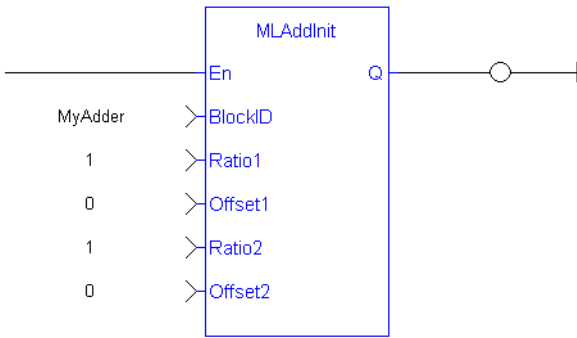 MLAddInit
En Q
MyAdder BlockID
1 Ratio1
0 Offset1
1 Ratio2
0 Offset2